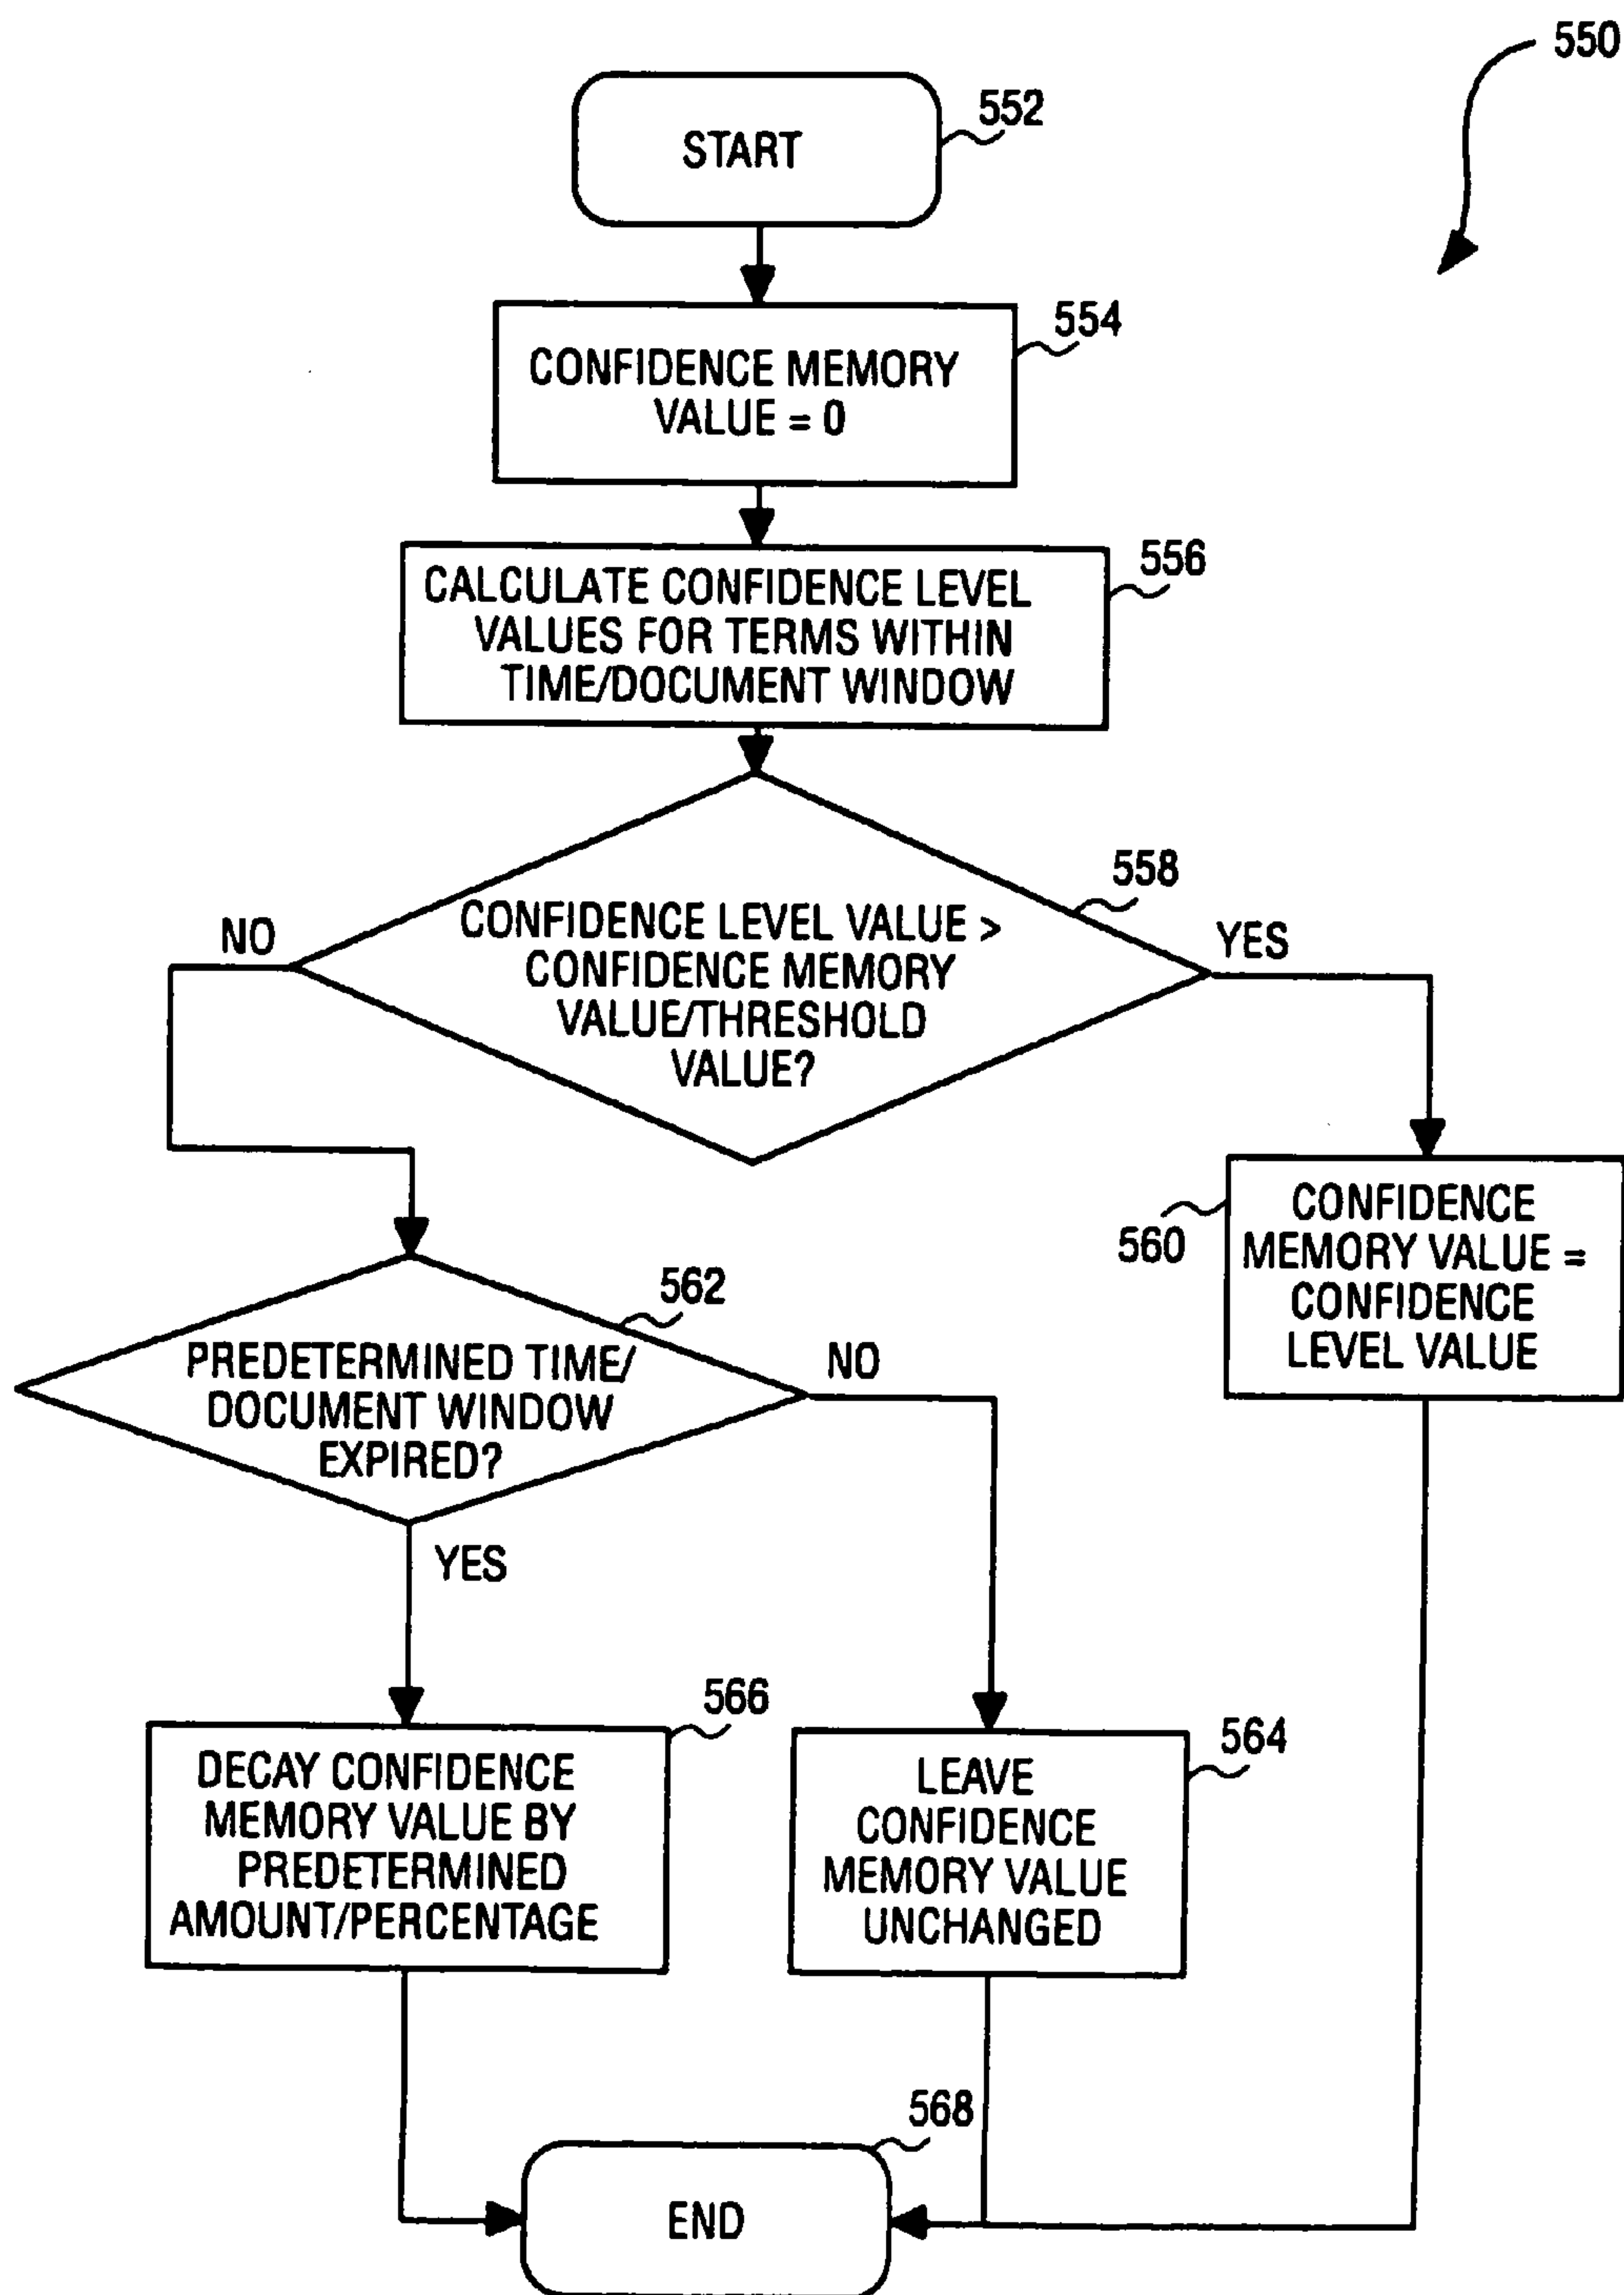 550
552
START
554
CONFIDENCE MEMORY
VALUE = 0
556
CALCULATE CONFIDENCE LEVEL
VALUES FOR TERMS WITHIN
TIME/DOCUMENT WINDOW
558
CONFIDENCE LEVEL VALUE >
CONFIDENCE MEMORY
VALUE/THRESHOLD
VALUE?
NO
YES
560
CONFIDENCE
MEMORY VALUE =
CONFIDENCE
LEVEL VALUE
562
PREDETERMINED TIME/
DOCUMENT WINDOW
EXPIRED?
NO
YES
566
DECAY CONFIDENCE
MEMORY VALUE BY
PREDETERMINED
AMOUNT/PERCENTAGE
564
LEAVE
CONFIDENCE
MEMORY VALUE
UNCHANGED
568
END